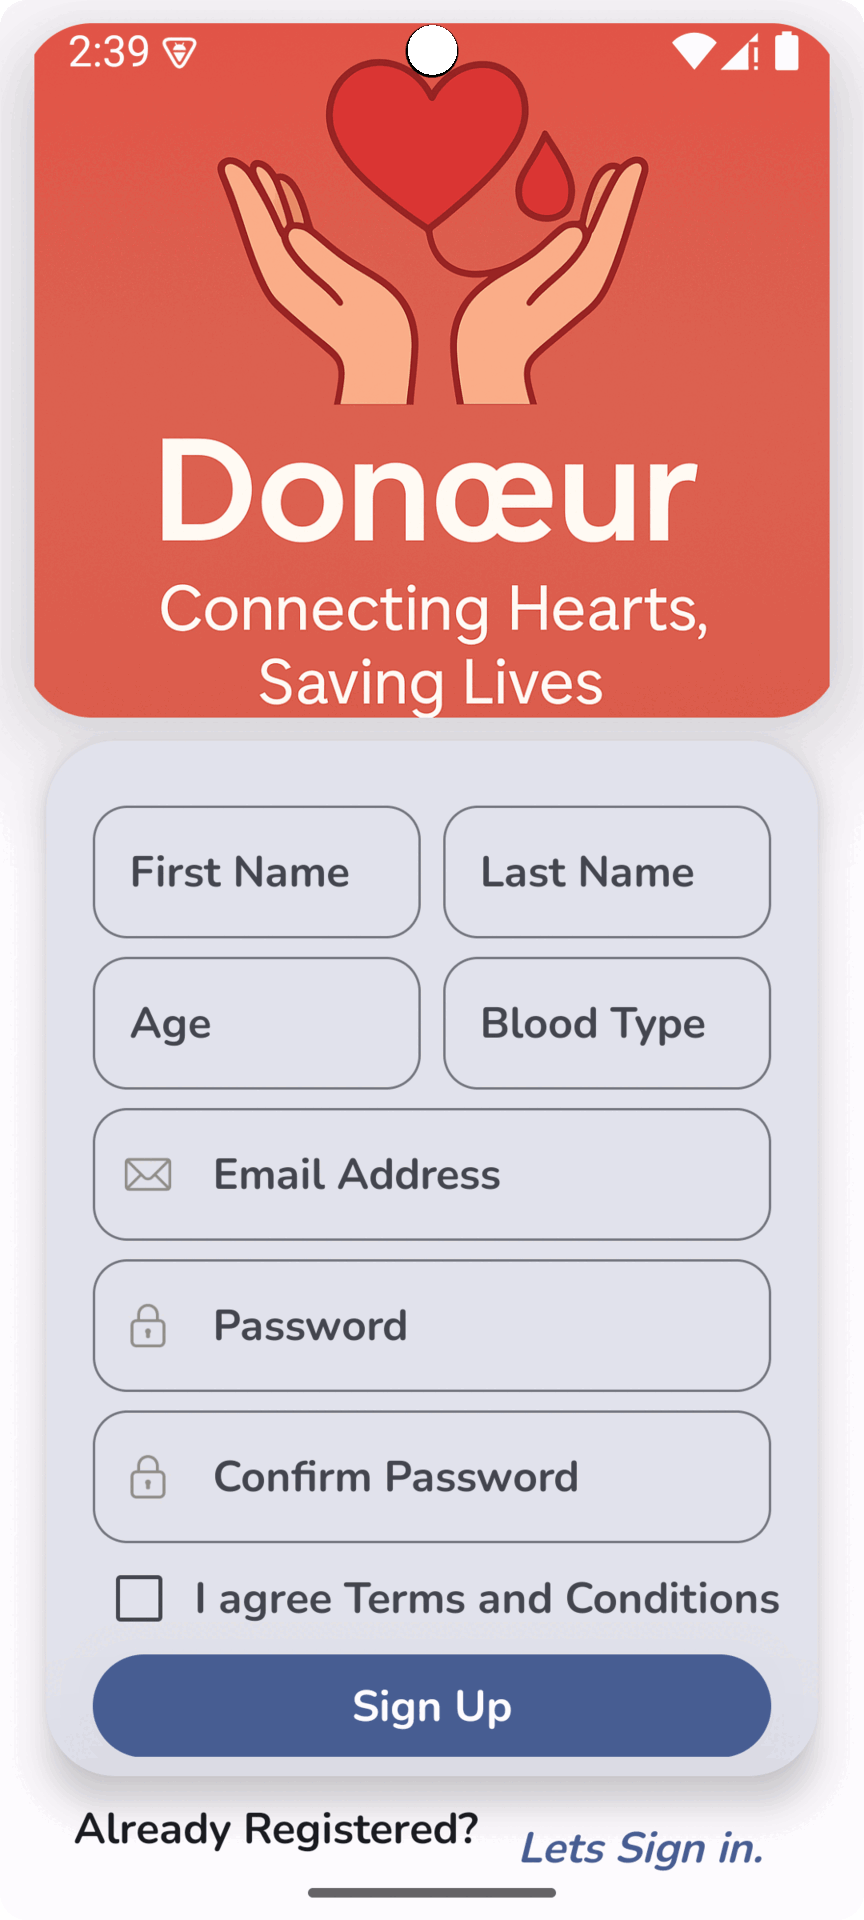 2:39
Donœur
Connecting Hearts,
Saving Lives
First Name
Last Name
Age
Blood Type
Email Address
Password
Confirm Password
I agree Terms and Conditions
Sign Up
Already Registered?
Lets Sign in.